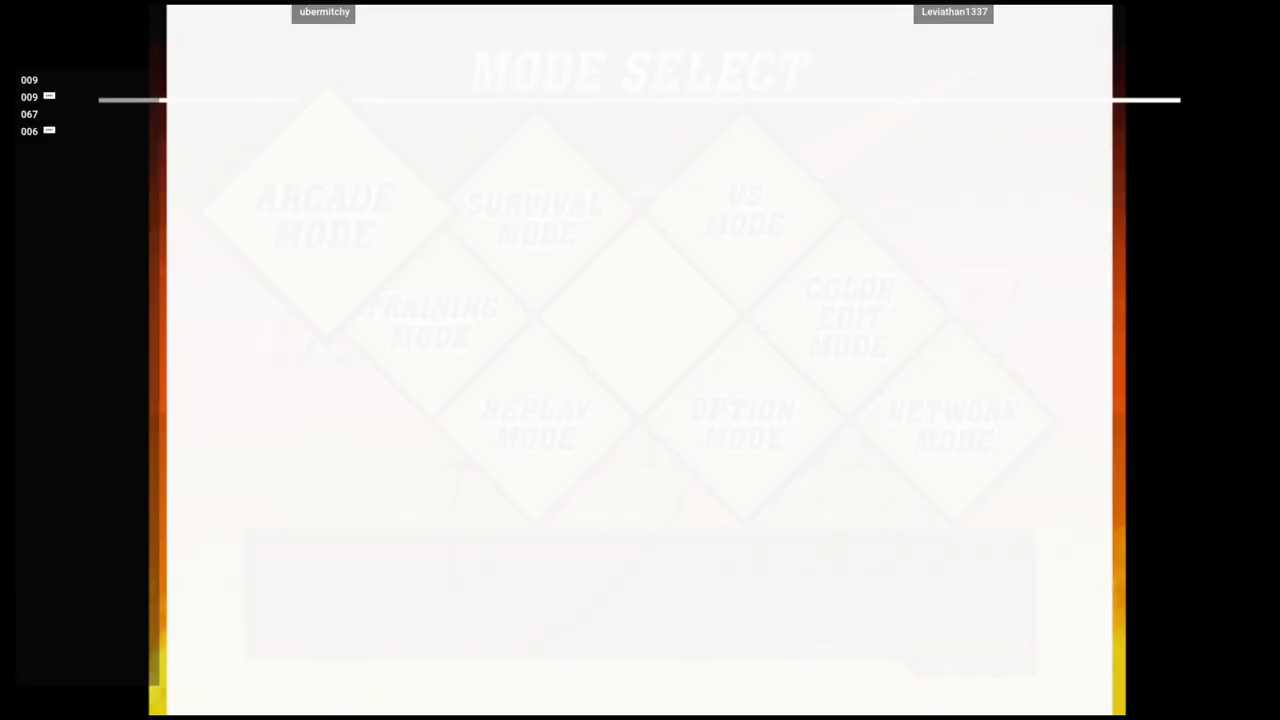 ubermitchy
Leviathan1337
MODE SELECT
009
009
067
006
ARCADE
MODE
SURVIVAL
MODE
VS
MODE
TRAINING
MODE
COLOR
EDIT
MODE
REPLAY
MODE
OPTION
MODE
NETWORK
MODE